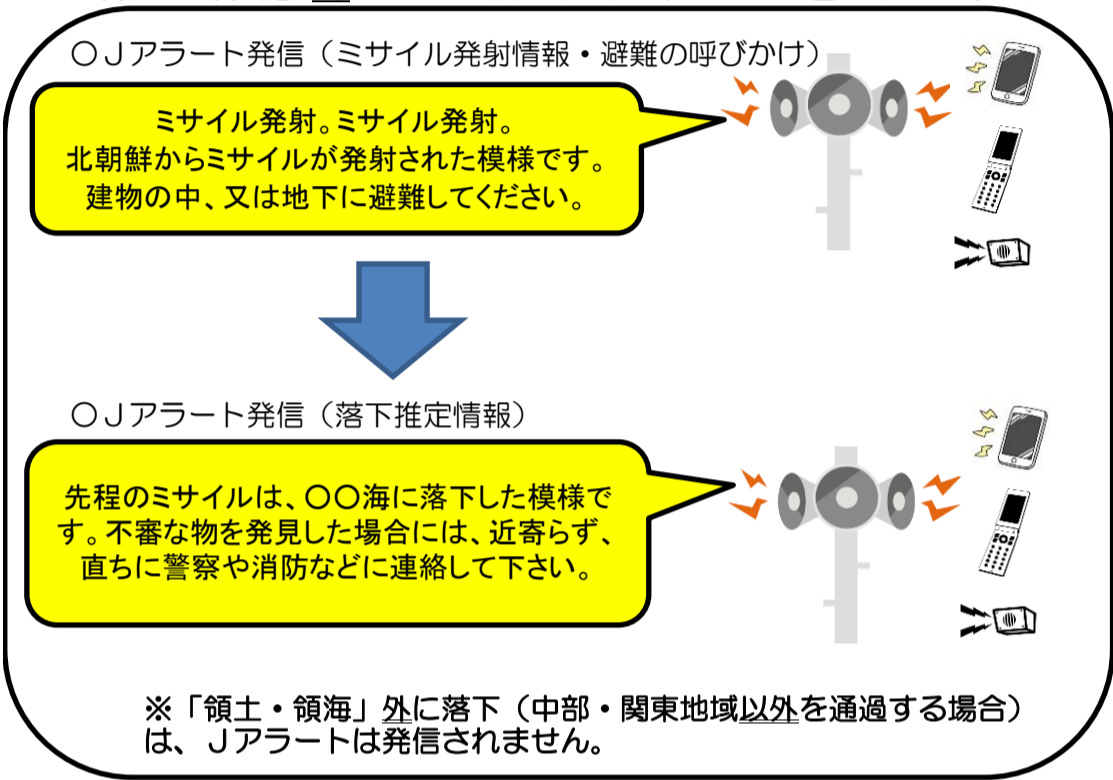 〇Jアラート発信（ミサイル発射情報・避難の呼びかけ）
ミサイル発射。ミサイル発射。
北朝鮮からミサイルが発射された模様です。
建物の中、又は地下に避難してください。
〇Jアラート発信（落下推定情報）
先程のミサイルは、〇〇海に落下した模様で
す。不審な物を発見した場合には、近寄らず、
直ちに警察や消防などに連絡して下さい。
※「領土・領海」外に落下（中部・関東地域以外を通過する場合）
は、Jアラートは発信されません。